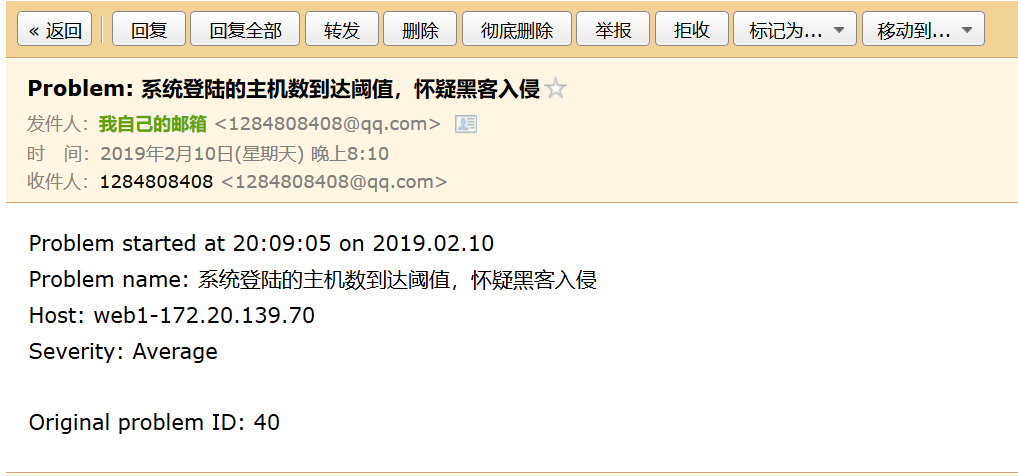 « 返回 回复 回复全部 转发 删除 彻底删除 举报 拒收 标记为... 移动到...
Problem: 系统登陆的主机数到达阈值，怀疑黑客入侵
发件人：我自己的邮箱 <1284808408@qq.com>
时　间：2019年2月10日(星期天) 晚上8:10
收件人：1284808408 <1284808408@qq.com>
Problem started at 20:09:05 on 2019.02.10
Problem name: 系统登陆的主机数到达阈值，怀疑黑客入侵
Host: web1-172.20.139.70
Severity: Average
Original problem ID: 40